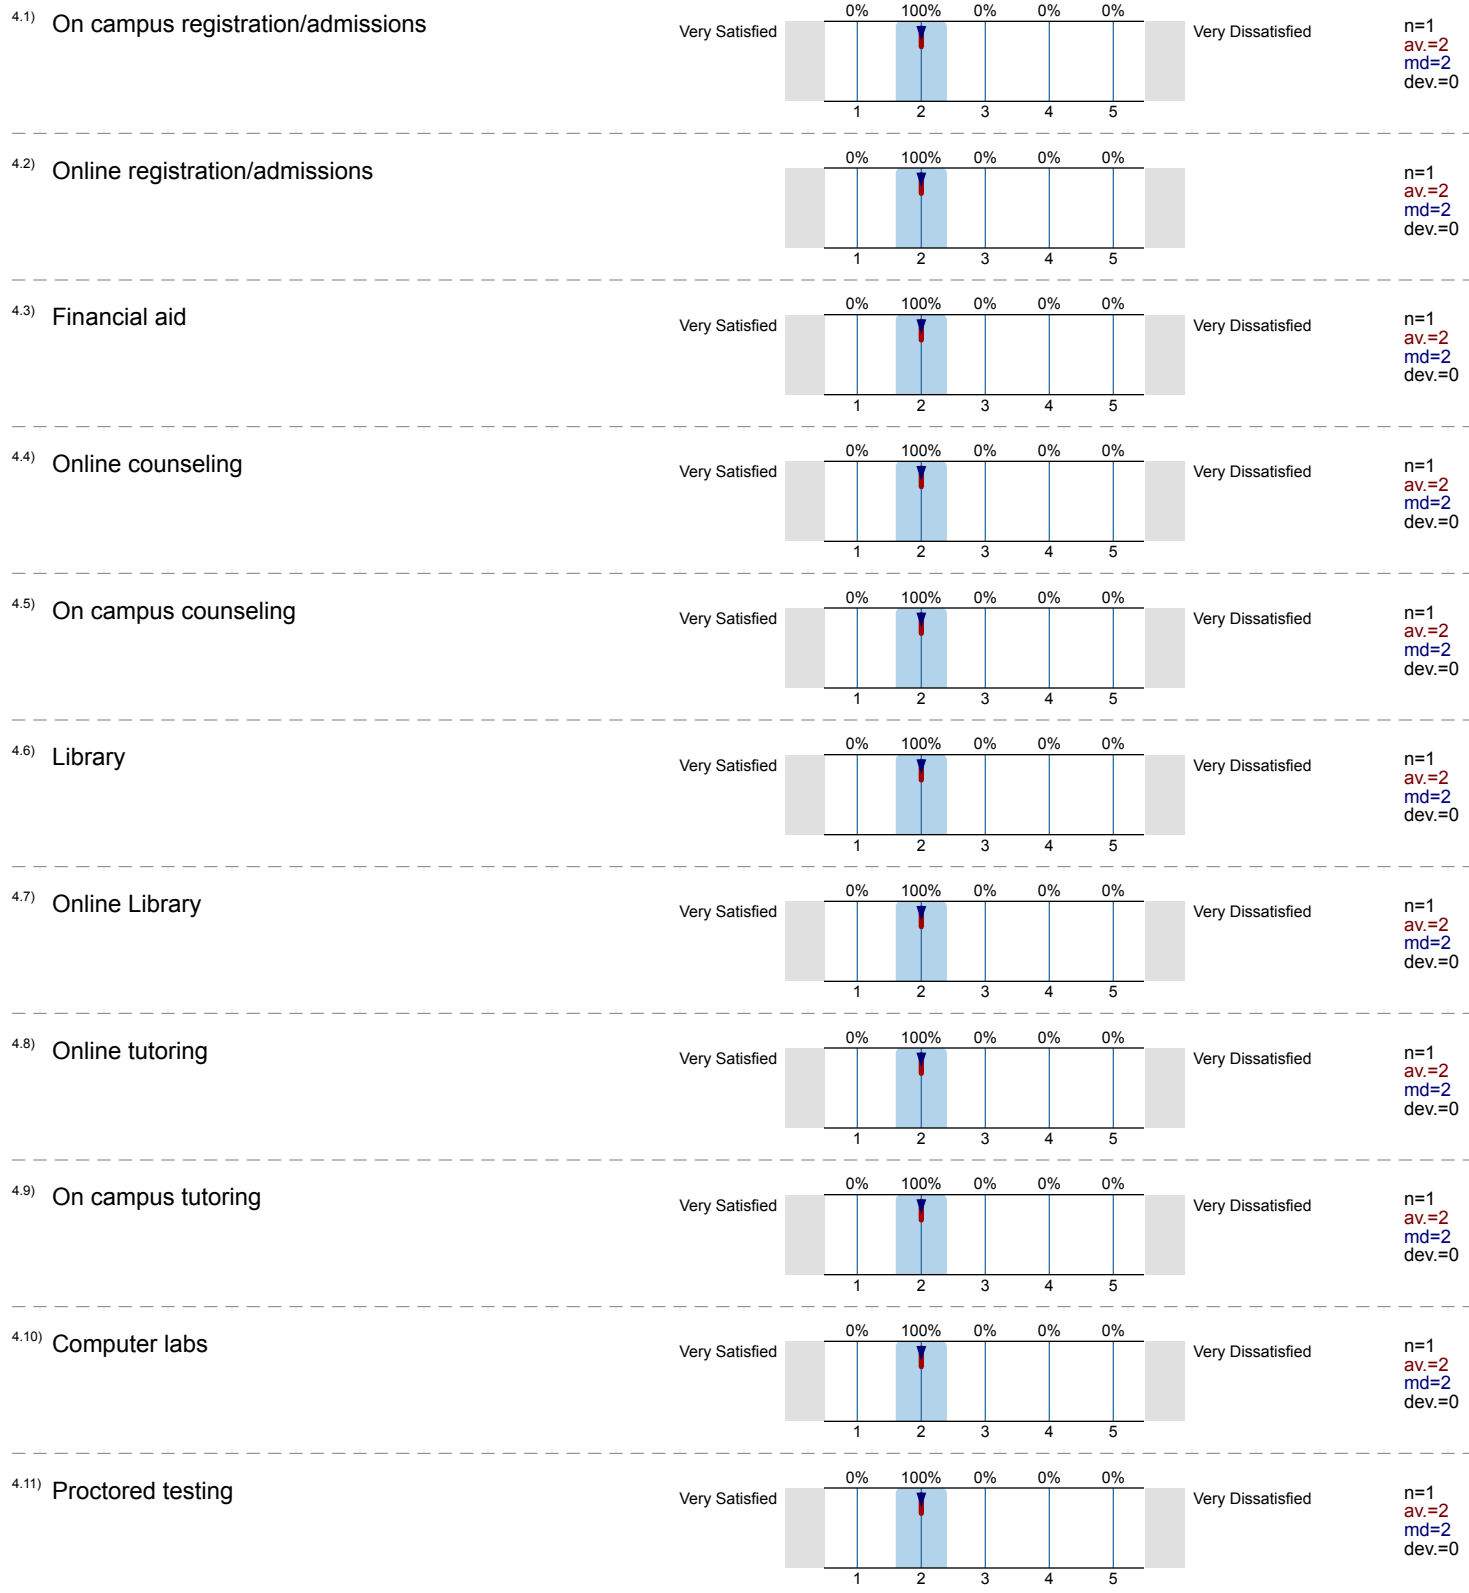 4.1) On campus registration/admissions
0% 100% 0% 0% 0%
Very Satisfied Very Dissatisfied
n=1
av.=2
md=2
dev.=0
1 2 3 4 5
4.2) Online registration/admissions
0% 100% 0% 0% 0%
n=1
av.=2
md=2
dev.=0
1 2 3 4 5
4.3) Financial aid
0% 100% 0% 0% 0%
Very Satisfied Very Dissatisfied
n=1
av.=2
md=2
dev.=0
1 2 3 4 5
4.4) Online counseling
0% 100% 0% 0% 0%
Very Satisfied Very Dissatisfied
n=1
av.=2
md=2
dev.=0
1 2 3 4 5
4.5) On campus counseling
0% 100% 0% 0% 0%
Very Satisfied Very Dissatisfied
n=1
av.=2
md=2
dev.=0
1 2 3 4 5
4.6) Library
0% 100% 0% 0% 0%
Very Satisfied Very Dissatisfied
n=1
av.=2
md=2
dev.=0
1 2 3 4 5
4.7) Online Library
0% 100% 0% 0% 0%
Very Satisfied Very Dissatisfied
n=1
av.=2
md=2
dev.=0
1 2 3 4 5
4.8) Online tutoring
0% 100% 0% 0% 0%
Very Satisfied Very Dissatisfied
n=1
av.=2
md=2
dev.=0
1 2 3 4 5
4.9) On campus tutoring
0% 100% 0% 0% 0%
Very Satisfied Very Dissatisfied
n=1
av.=2
md=2
dev.=0
1 2 3 4 5
4.10) Computer labs
0% 100% 0% 0% 0%
Very Satisfied Very Dissatisfied
n=1
av.=2
md=2
dev.=0
1 2 3 4 5
4.11) Proctored testing
0% 100% 0% 0% 0%
Very Satisfied Very Dissatisfied
n=1
av.=2
md=2
dev.=0
1 2 3 4 5